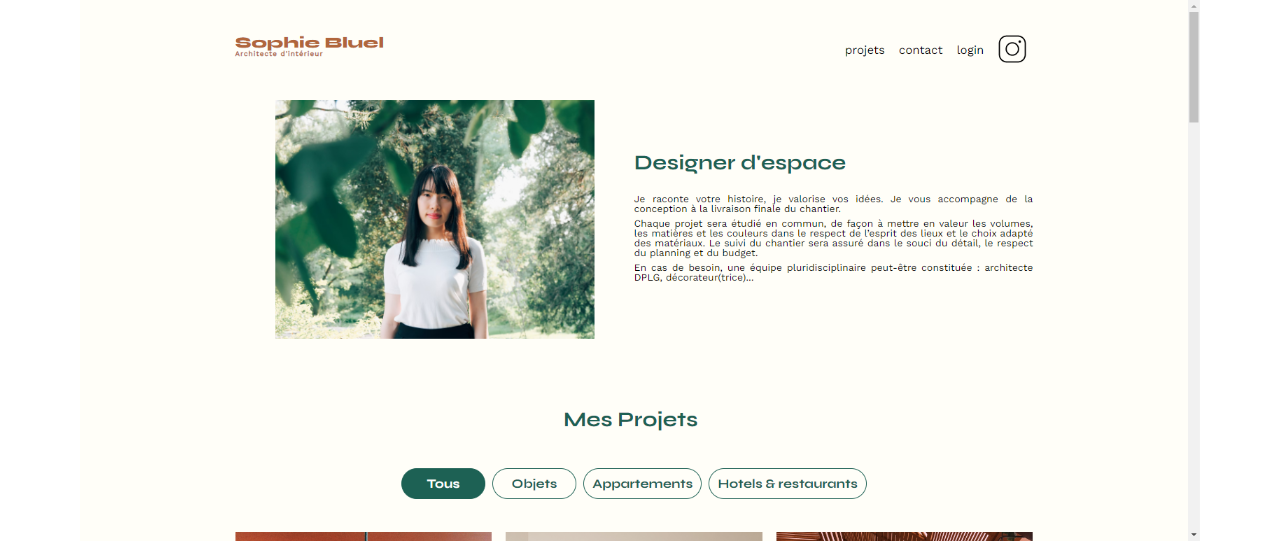 Sophie Bluel
Architecte d'intérieur
projets contact login
Designer d'espace
Je raconte votre histoire, je valorise vos idées. Je vous accompagne de la
conception à la livraison finale du chantier.
Chaque projet sera étudié en commun, de façon à mettre en valeur les volumes,
les matières et les couleurs dans le respect de l'esprit des lieux et le choix adapté
des matériaux. Le suivi du chantier sera assuré dans le souci du détail, le respect
du planning et du budget.
En cas de besoin, une équipe pluridisciplinaire peut-être constituée : architecte
DPLG, décorateur(trice)...
Mes Projets
Tous Objets Appartements Hotels & restaurants